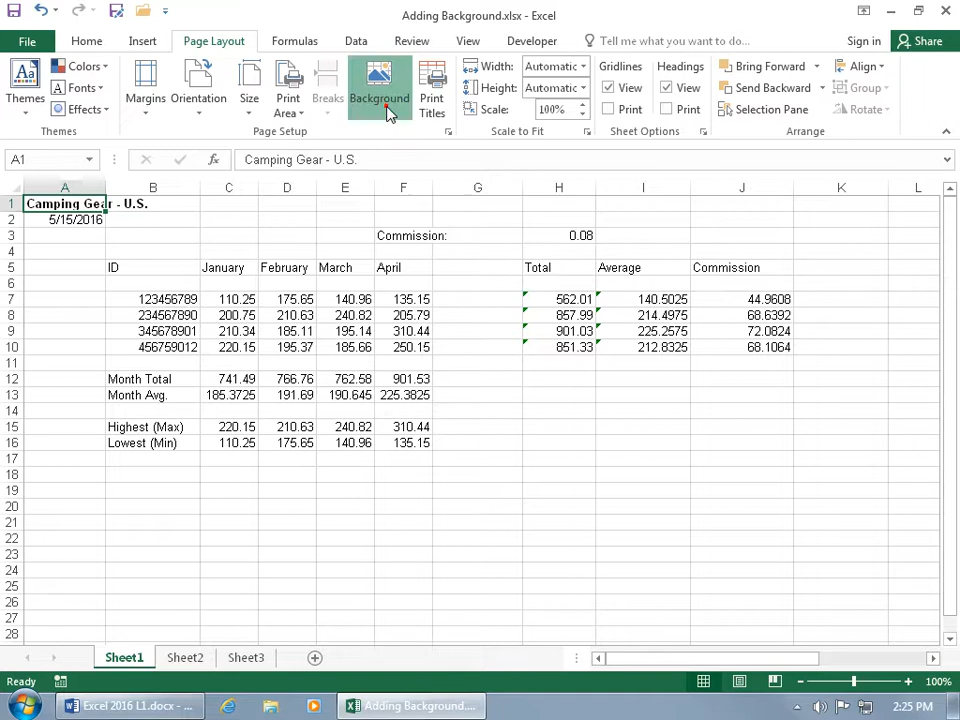 Adding Background.xlsx - Excel
File Home Insert Page Layout Formulas Data Review View Developer Tell me what you want to do... Sign in Share
Themes Colors Fonts Effects Themes
Margins Orientation Size Print Area Breaks Background Print Titles Page Setup
Width: Automatic Height: Automatic Scale: 100% Scale to Fit
Gridlines View Print Headings View Print Sheet Options
Bring Forward Send Backward Selection Pane Align Group Rotate Arrange
A1 fx Camping Gear - U.S.
A B C D E F G H I J K L
1 Camping Gear - U.S.
2 5/15/2016
3 Commission: 0.08
4
5 ID January February March April Total Average Commission
6
7 123456789 110.25 175.65 140.96 135.15 562.01 140.5025 44.9608
8 234567890 200.75 210.63 240.82 205.79 857.99 214.4975 68.6392
9 345678901 210.34 185.11 195.14 310.44 901.03 225.2575 72.0824
10 456759012 220.15 195.37 185.66 250.15 851.33 212.8325 68.1064
11
12 Month Total 741.49 766.76 762.58 901.53
13 Month Avg. 185.3725 191.69 190.645 225.3825
14
15 Highest (Max) 220.15 210.63 240.82 310.44
16 Lowest (Min) 110.25 175.65 140.96 135.15
17
18
19
20
21
22
23
24
25
26
27
28
Sheet1 Sheet2 Sheet3
Ready 100%
Excel 2016 L1.docx - ... Adding Background.... 2:25 PM